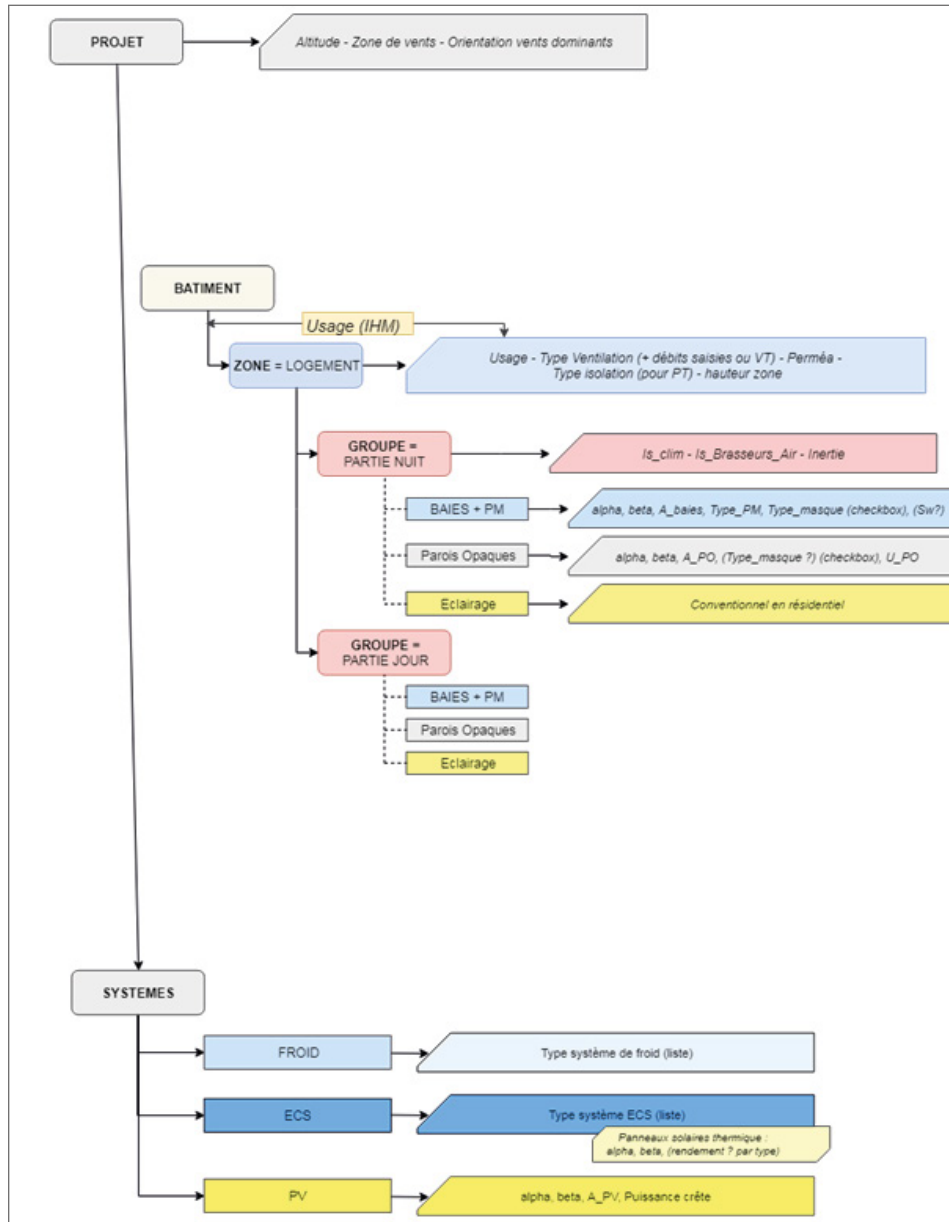 PROJET
Altitude - Zone de vents - Orientation vents dominants
BATIMENT
Usage (IHM)
ZONE = LOGEMENT
Usage - Type Ventilation (+ débits saisies ou VT) - Perméa -
Type isolation (pour PT) - hauteur zone
GROUPE =
PARTIE NUIT
Is_clim - Is_Brasseurs_Air - Inertie
BAIES + PM
alpha, beta, A_baies, Type_PM, Type_masque (checkbox), (Sw?)
Parois Opaques
alpha, beta, A_PO, (Type_masque ?) (checkbox), U_PO
Eclairage
Conventionnel en résidentiel
GROUPE =
PARTIE JOUR
BAIES + PM
Parois Opaques
Eclairage
SYSTEMES
FROID
Type système de froid (liste)
ECS
Type système ECS (liste)
Panneaux solaires thermique :
alpha, beta, (rendement ? par type)
PV
alpha, beta, A_PV, Puissance crête